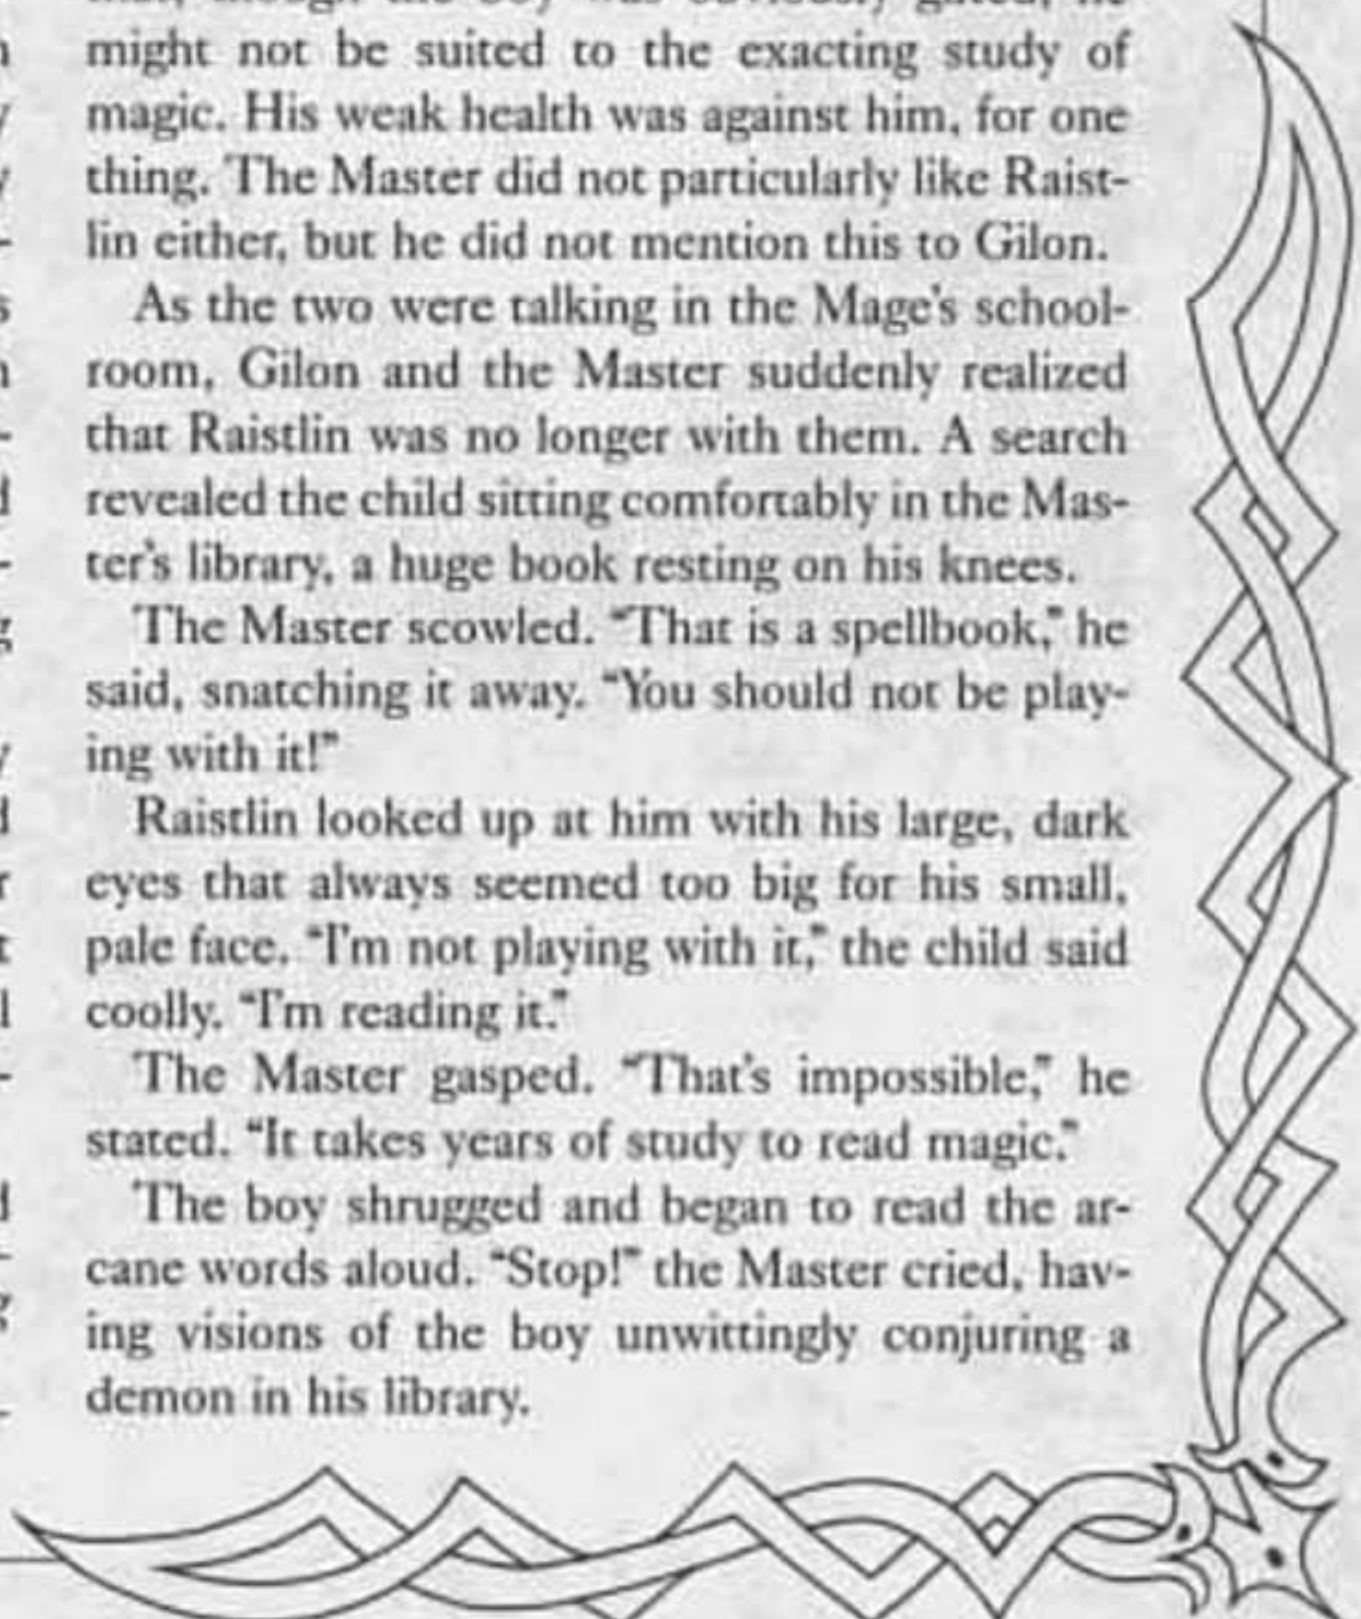 might not be suited to the exacting study of
magic. His weak health was against him, for one
thing. The Master did not particularly like Raist-
lin either, but he did not mention this to Gilon.
As the two were talking in the Mage's school-
room, Gilon and the Master suddenly realized
that Raistlin was no longer with them. A search
revealed the child sitting comfortably in the Mas-
ter's library, a huge book resting on his knees.
The Master scowled. “That is a spellbook,” he
said, snatching it away. “You should not be play-
ing with it!”
Raistlin looked up at him with his large, dark
eyes that always seemed too big for his small,
pale face. “I'm not playing with it,” the child said
coolly. “I'm reading it.”
The Master gasped. “That's impossible,” he
stated. “It takes years of study to read magic.”
The boy shrugged and began to read the ar-
cane words aloud. “Stop!” the Master cried, hav-
ing visions of the boy unwittingly conjuring a
demon in his library.